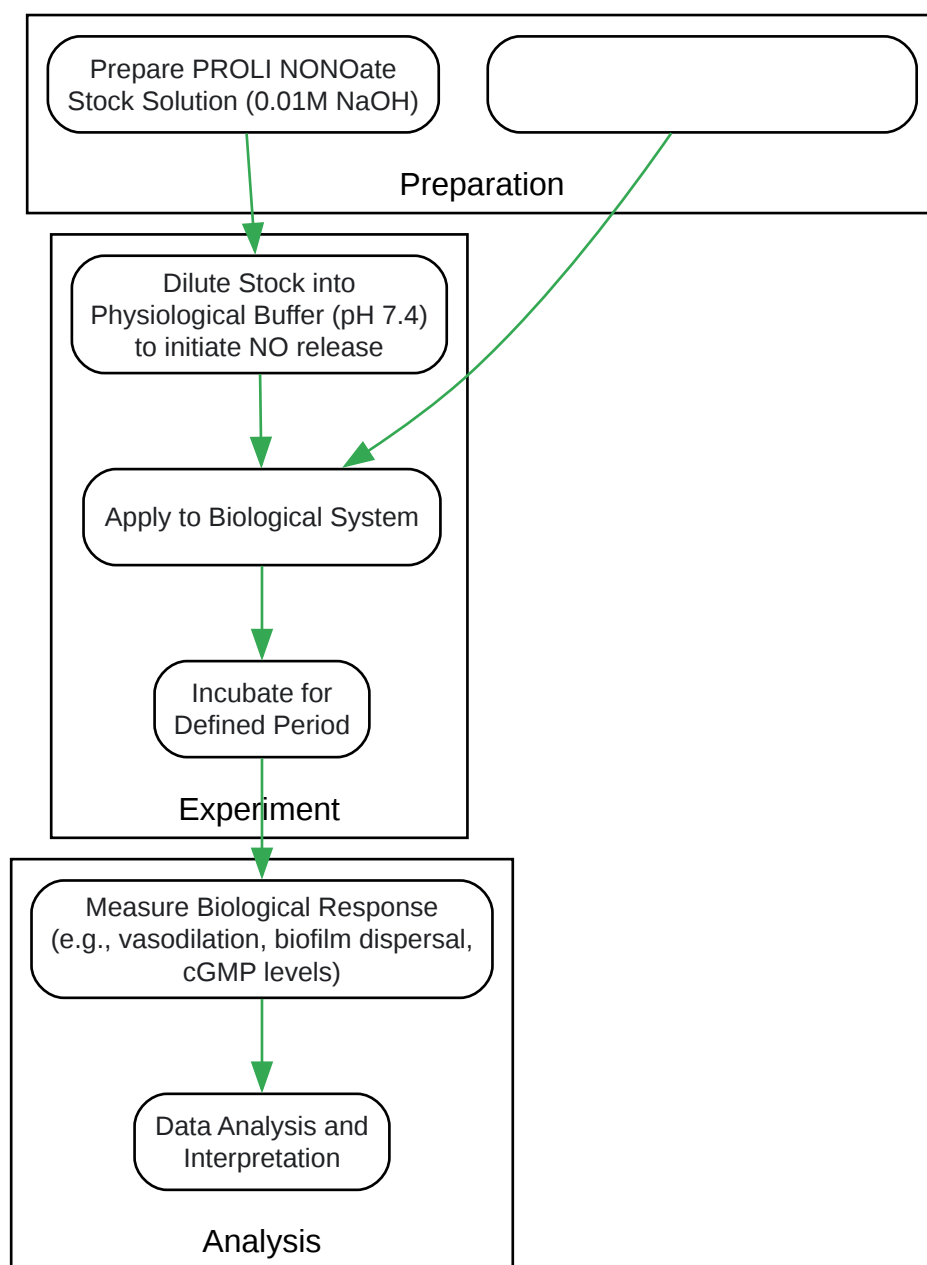 Prepare PROLI NONOate
Stock Solution (0.01M NaOH)
Preparation
Dilute Stock into
Physiological Buffer (pH 7.4)
to initiate NO release
Apply to Biological System
Incubate for
Defined Period
Experiment
Measure Biological Response
(e.g., vasodilation, biofilm dispersal,
cGMP levels)
Data Analysis and
Interpretation
Analysis